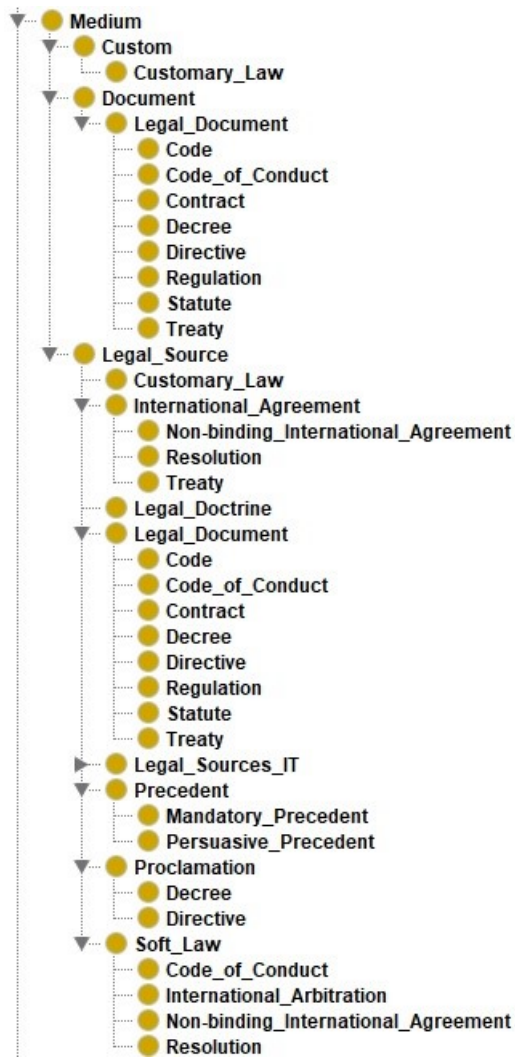 Medium
Custom
Customary_Law
Document
Legal_Document
Code
Code_of_Conduct
Contract
Decree
Directive
Regulation
Statute
Treaty
Legal_Source
Customary_Law
International_Agreement
Non-binding_International_Agreement
Resolution
Treaty
Legal_Doctrine
Legal_Document
Code
Code_of_Conduct
Contract
Decree
Directive
Regulation
Statute
Treaty
Legal_Sources_IT
Precedent
Mandatory_Precedent
Persuasive_Precedent
Proclamation
Decree
Directive
Soft_Law
Code_of_Conduct
International_Arbitration
Non-binding_International_Agreement
Resolution